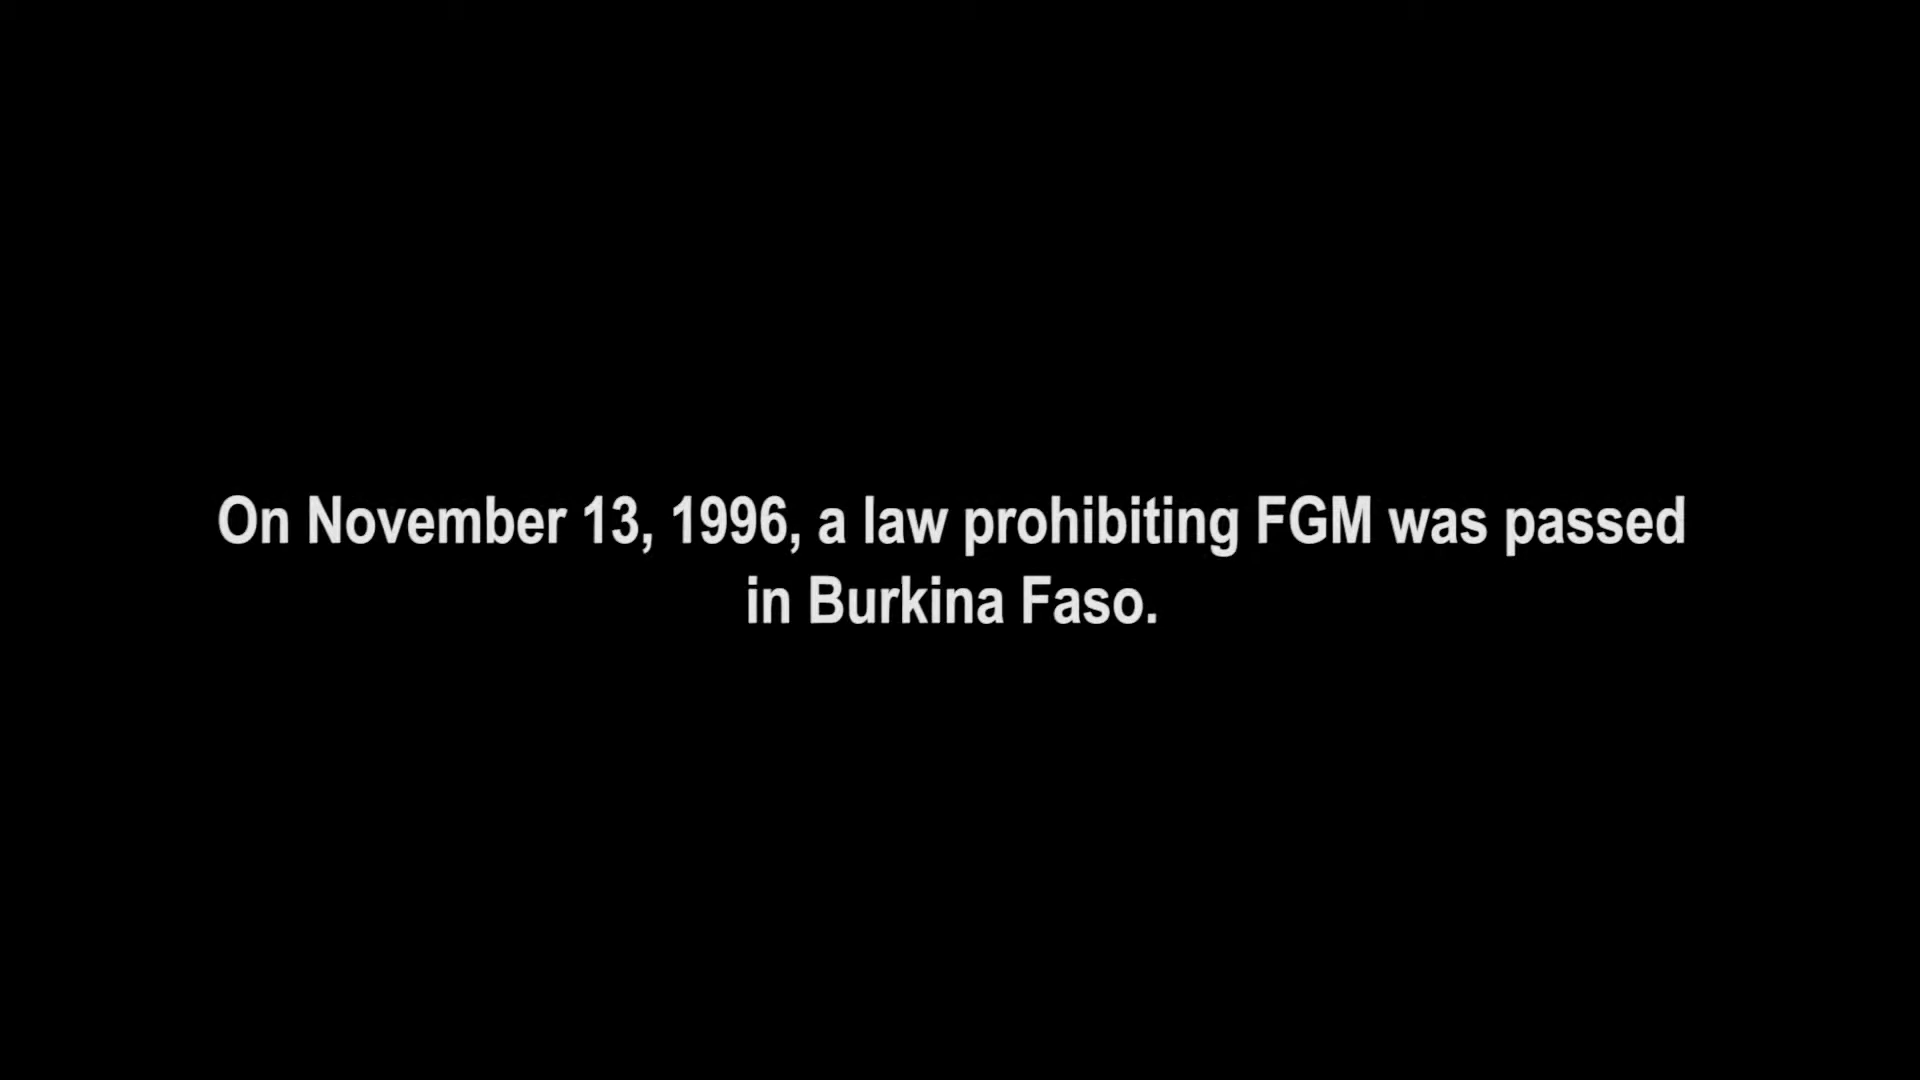 On November 13, 1996, a law prohibiting FGM was passed
in Burkina Faso.